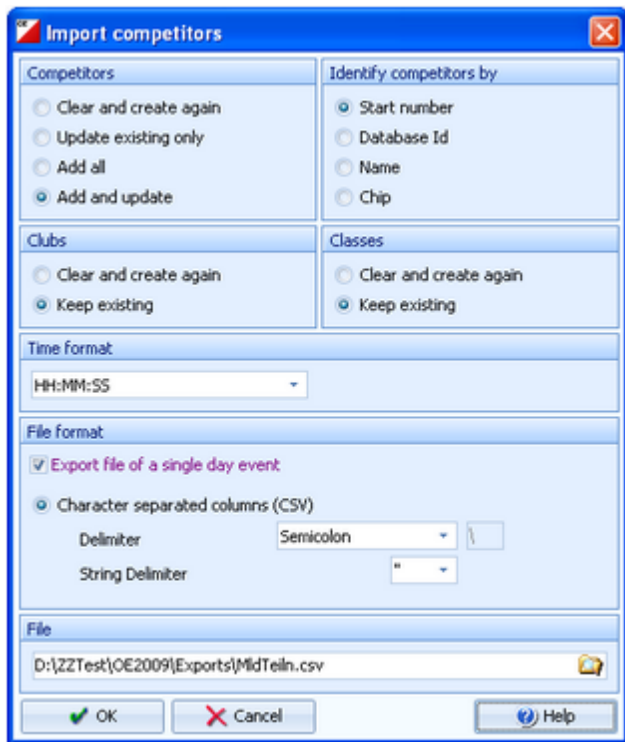 OE Import competitors
Competitors
Clear and create again
Update existing only
Add all
Add and update
Identify competitors by
Start number
Database Id
Name
Chip
Clubs
Clear and create again
Keep existing
Classes
Clear and create again
Keep existing
Time format
HH:MM:SS
File format
Export file of a single day event
Character separated columns (CSV)
Delimiter Semicolon \
String Delimiter "
File
D:\ZZTest\OE2009\Exports\MldTeiln.csv
OK Cancel Help